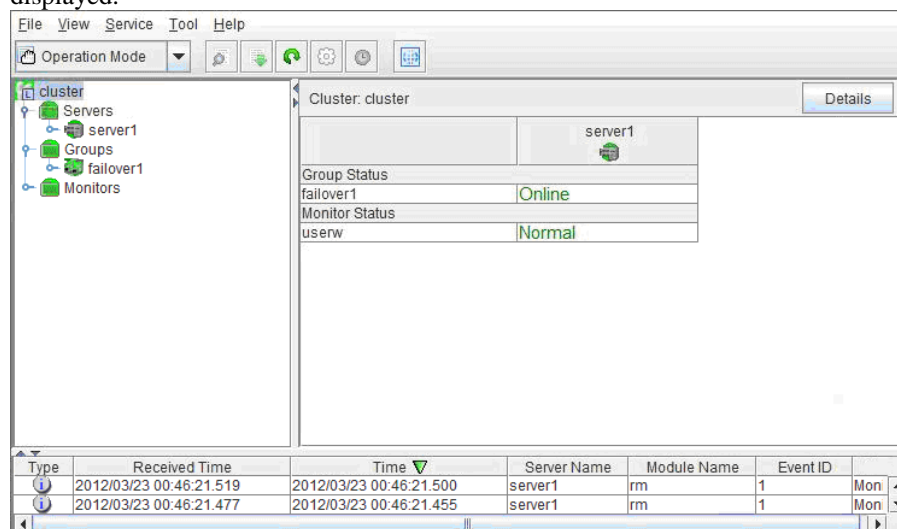 displayed.
File View Service Tool Help
Operation Mode
cluster
Servers
server1
Groups
failover1
Monitors
Cluster: cluster
Details
server1
Group Status
failover1 Online
Monitor Status
userw Normal
Type Received Time Time Server Name Module Name Event ID
2012/03/23 00:46:21.519 2012/03/23 00:46:21.500 server1 rm 1 Moni
2012/03/23 00:46:21.477 2012/03/23 00:46:21.455 server1 rm 1 Moni